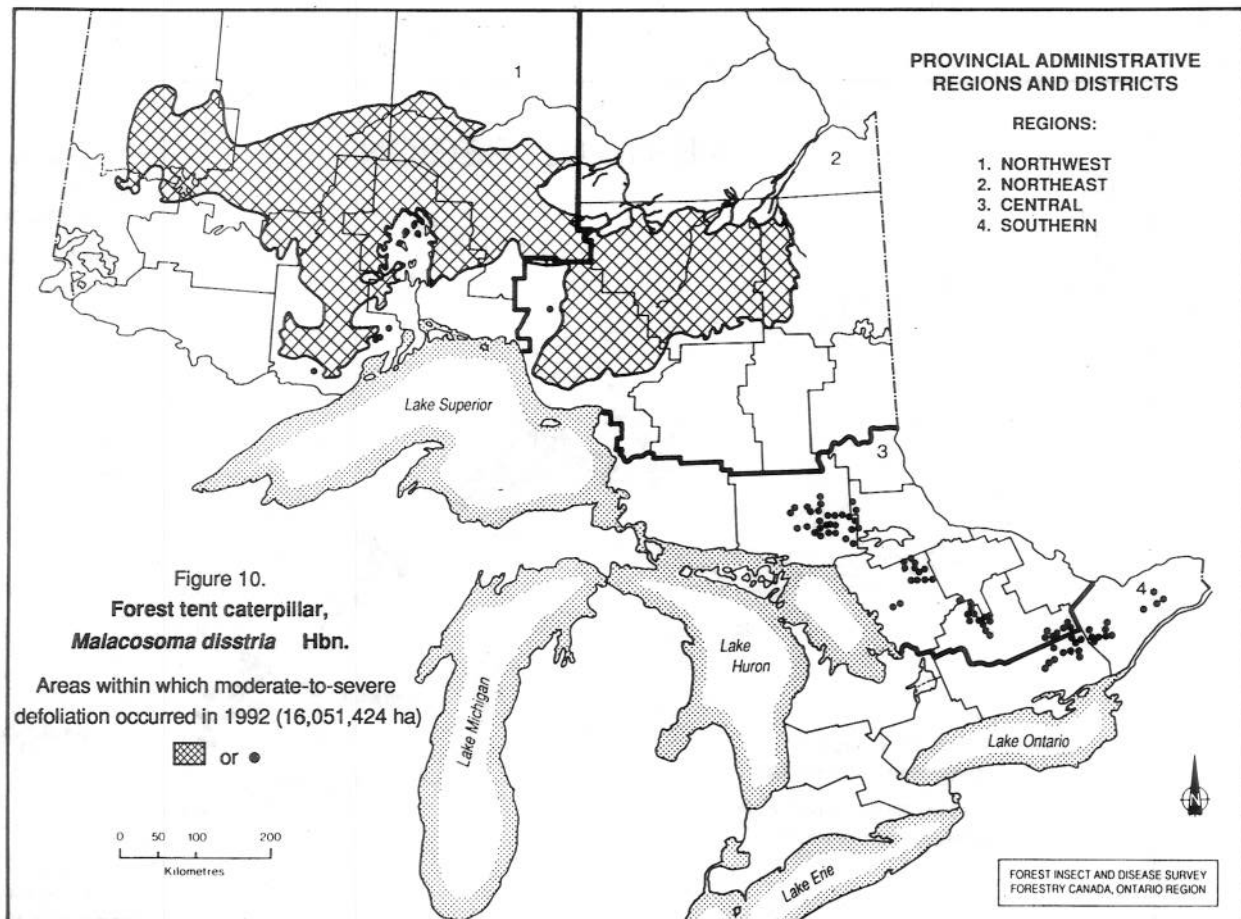 PROVINCIAL ADMINISTRATIVE
REGIONS AND DISTRICTS
REGIONS:
1. NORTHWEST
2. NORTHEAST
3. CENTRAL
4. SOUTHERN
1
2
3
4
Lake Superior
Lake Michigan
Lake
Huron
Lake Ontario
Lake Erie
Figure 10.
Forest tent caterpillar,
Malacosoma disstria Hbn.
Areas within which moderate-to-severe
defoliation occurred in 1992 (16,051,424 ha)
or
0 50 100 200
Kilometres
N
FOREST INSECT AND DISEASE SURVEY
FORESTRY CANADA, ONTARIO REGION